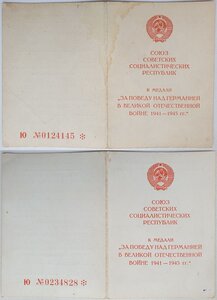 СОЮЗ
СОВЕТСКИХ
СОЦИАЛИСТИЧЕСКИХ
РЕСПУБЛИК
К МЕДАЛИ
„ЗА ПОБЕДУ НАД ГЕРМАНИЕЙ
В ВЕЛИКОЙ ОТЕЧЕСТВЕННОЙ
ВОЙНЕ 1941—1945 гг.“
Ю №0124145 ✻
СОЮЗ
СОВЕТСКИХ
СОЦИАЛИСТИЧЕСКИХ
РЕСПУБЛИК
К МЕДАЛИ
„ЗА ПОБЕДУ НАД ГЕРМАНИЕЙ
В ВЕЛИКОЙ ОТЕЧЕСТВЕННОЙ
ВОЙНЕ 1941—1945 гг.“
Ю №0234828 ✻